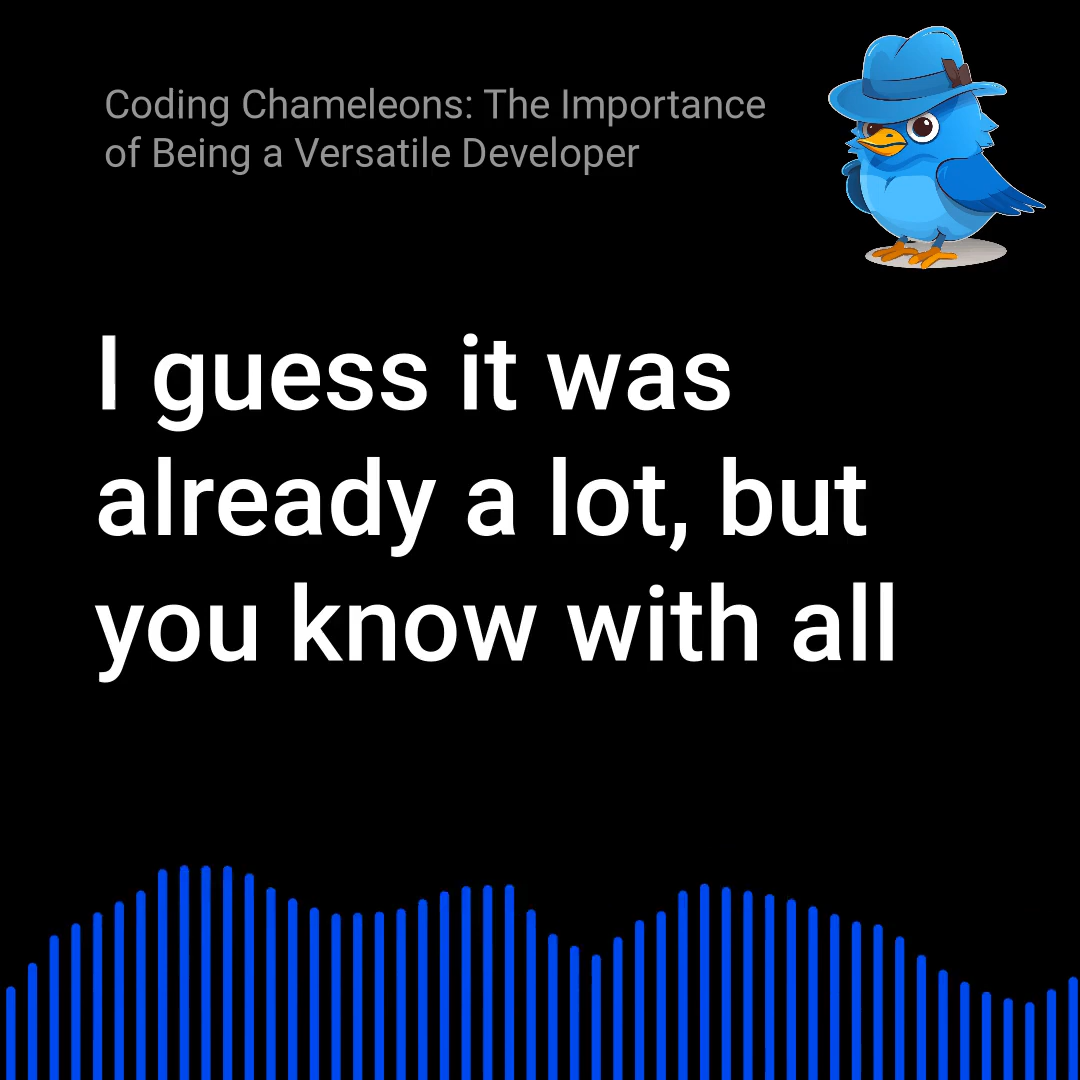 Coding Chameleons: The Importance
of Being a Versatile Developer
I guess it was
already a lot, but
you know with all